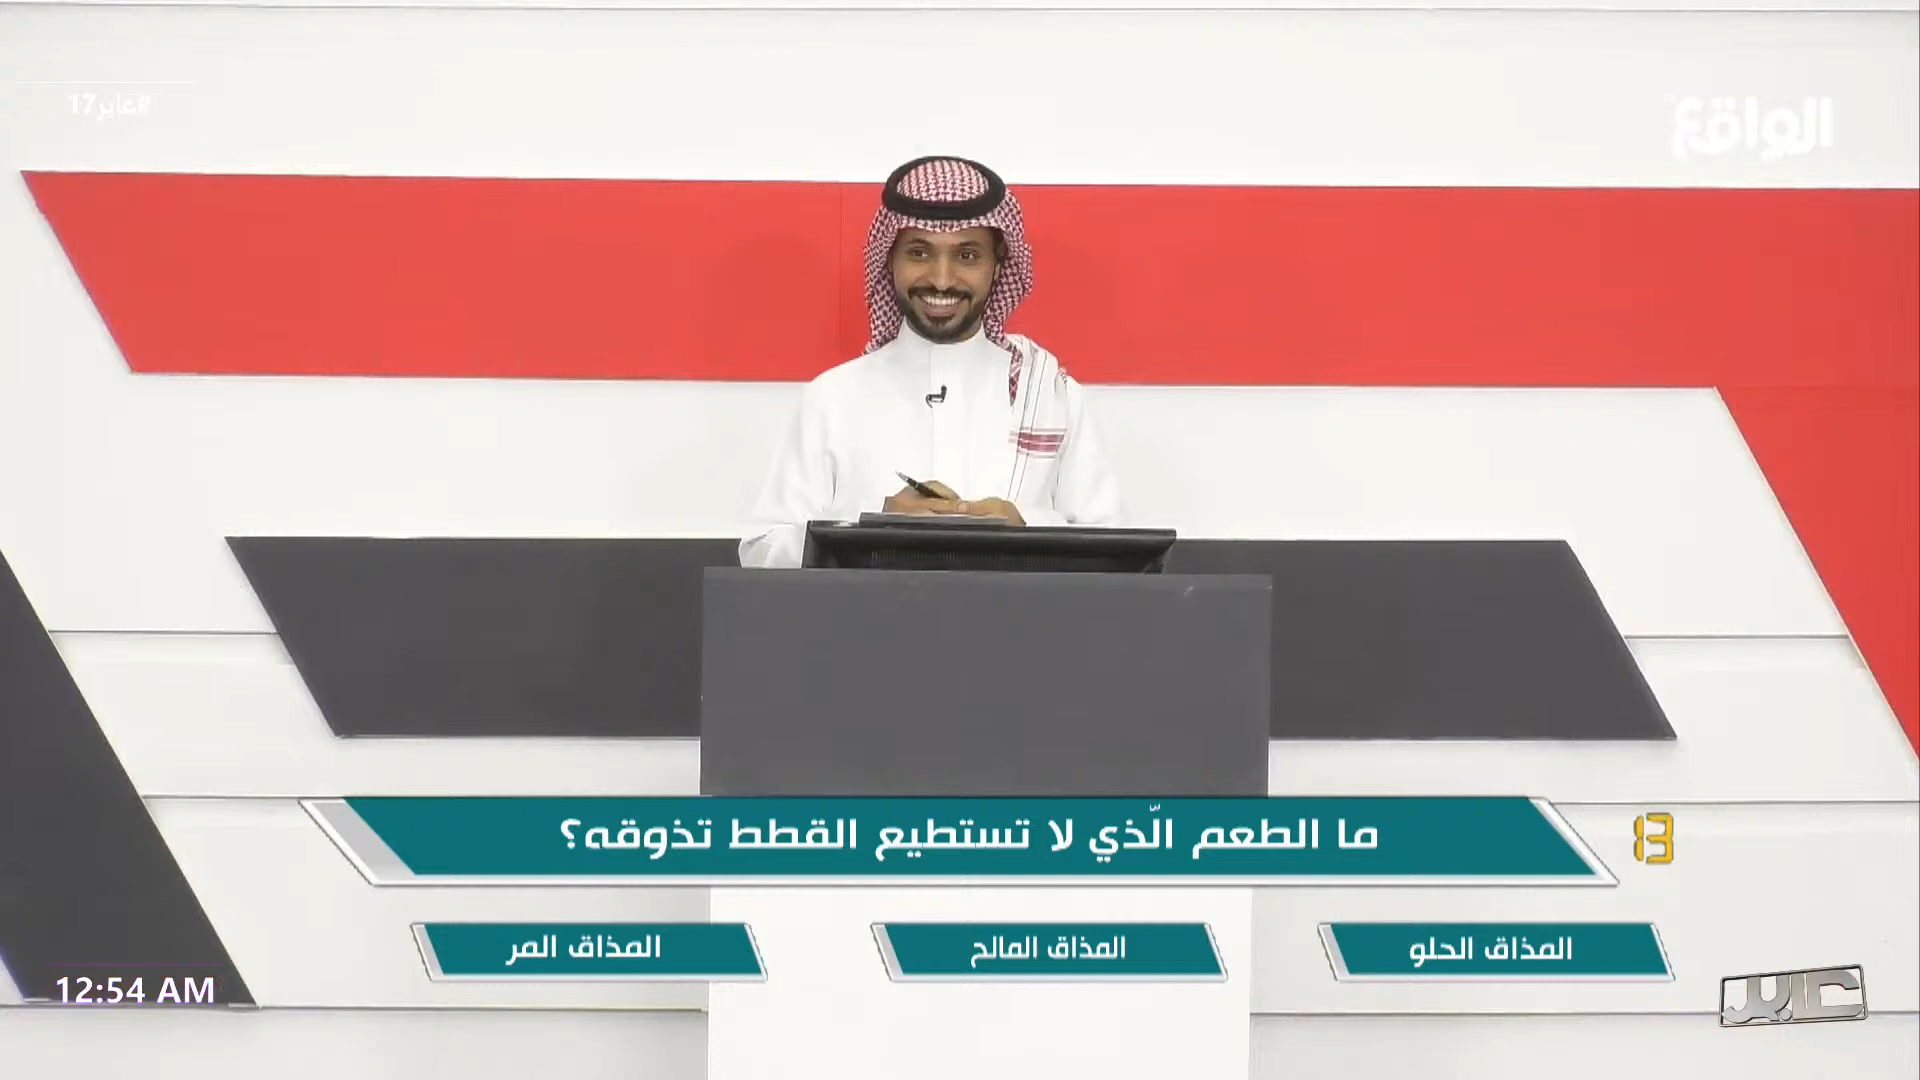 #عابر17
الواقع
ما الطعم الّذي لا تستطيع القطط تذوقه؟
13
المذاق الحلو
المذاق المالح
المذاق المر
12:54 AM
عابر